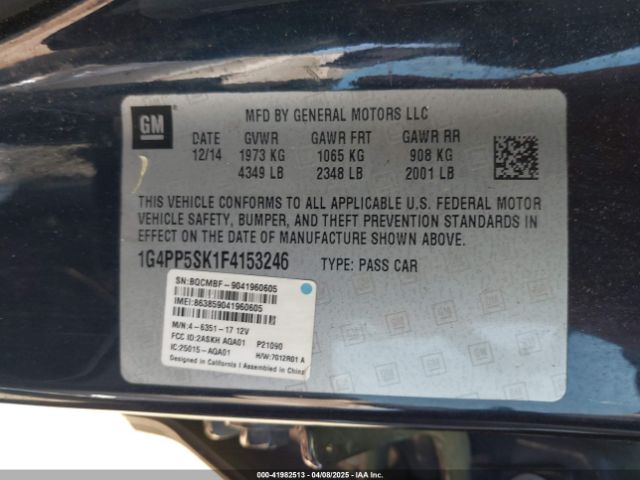 GM
MFD BY GENERAL MOTORS LLC
DATE GVWR GAWR FRT GAWR RR
12/14 1973 KG 1065 KG 908 KG
4349 LB 2348 LB 2001 LB
THIS VEHICLE CONFORMS TO ALL APPLICABLE U.S. FEDERAL MOTOR
VEHICLE SAFETY, BUMPER, AND THEFT PREVENTION STANDARDS
IN EFFECT ON THE DATE OF MANUFACTURE SHOWN ABOVE.
1G4PP5SK1F4153246 TYPE: PASS CAR
SN:BQCMBF-9041960605
IMEI:863859041960605
M/N:4-6351-17 12V
FCC ID:2ASKH AGA01 P21090
IC:25015-AGA01 H/W:7012R01 A
Designed in California | Assembled in China
000-41982513 - 04/08/2025 - IAAI.COM